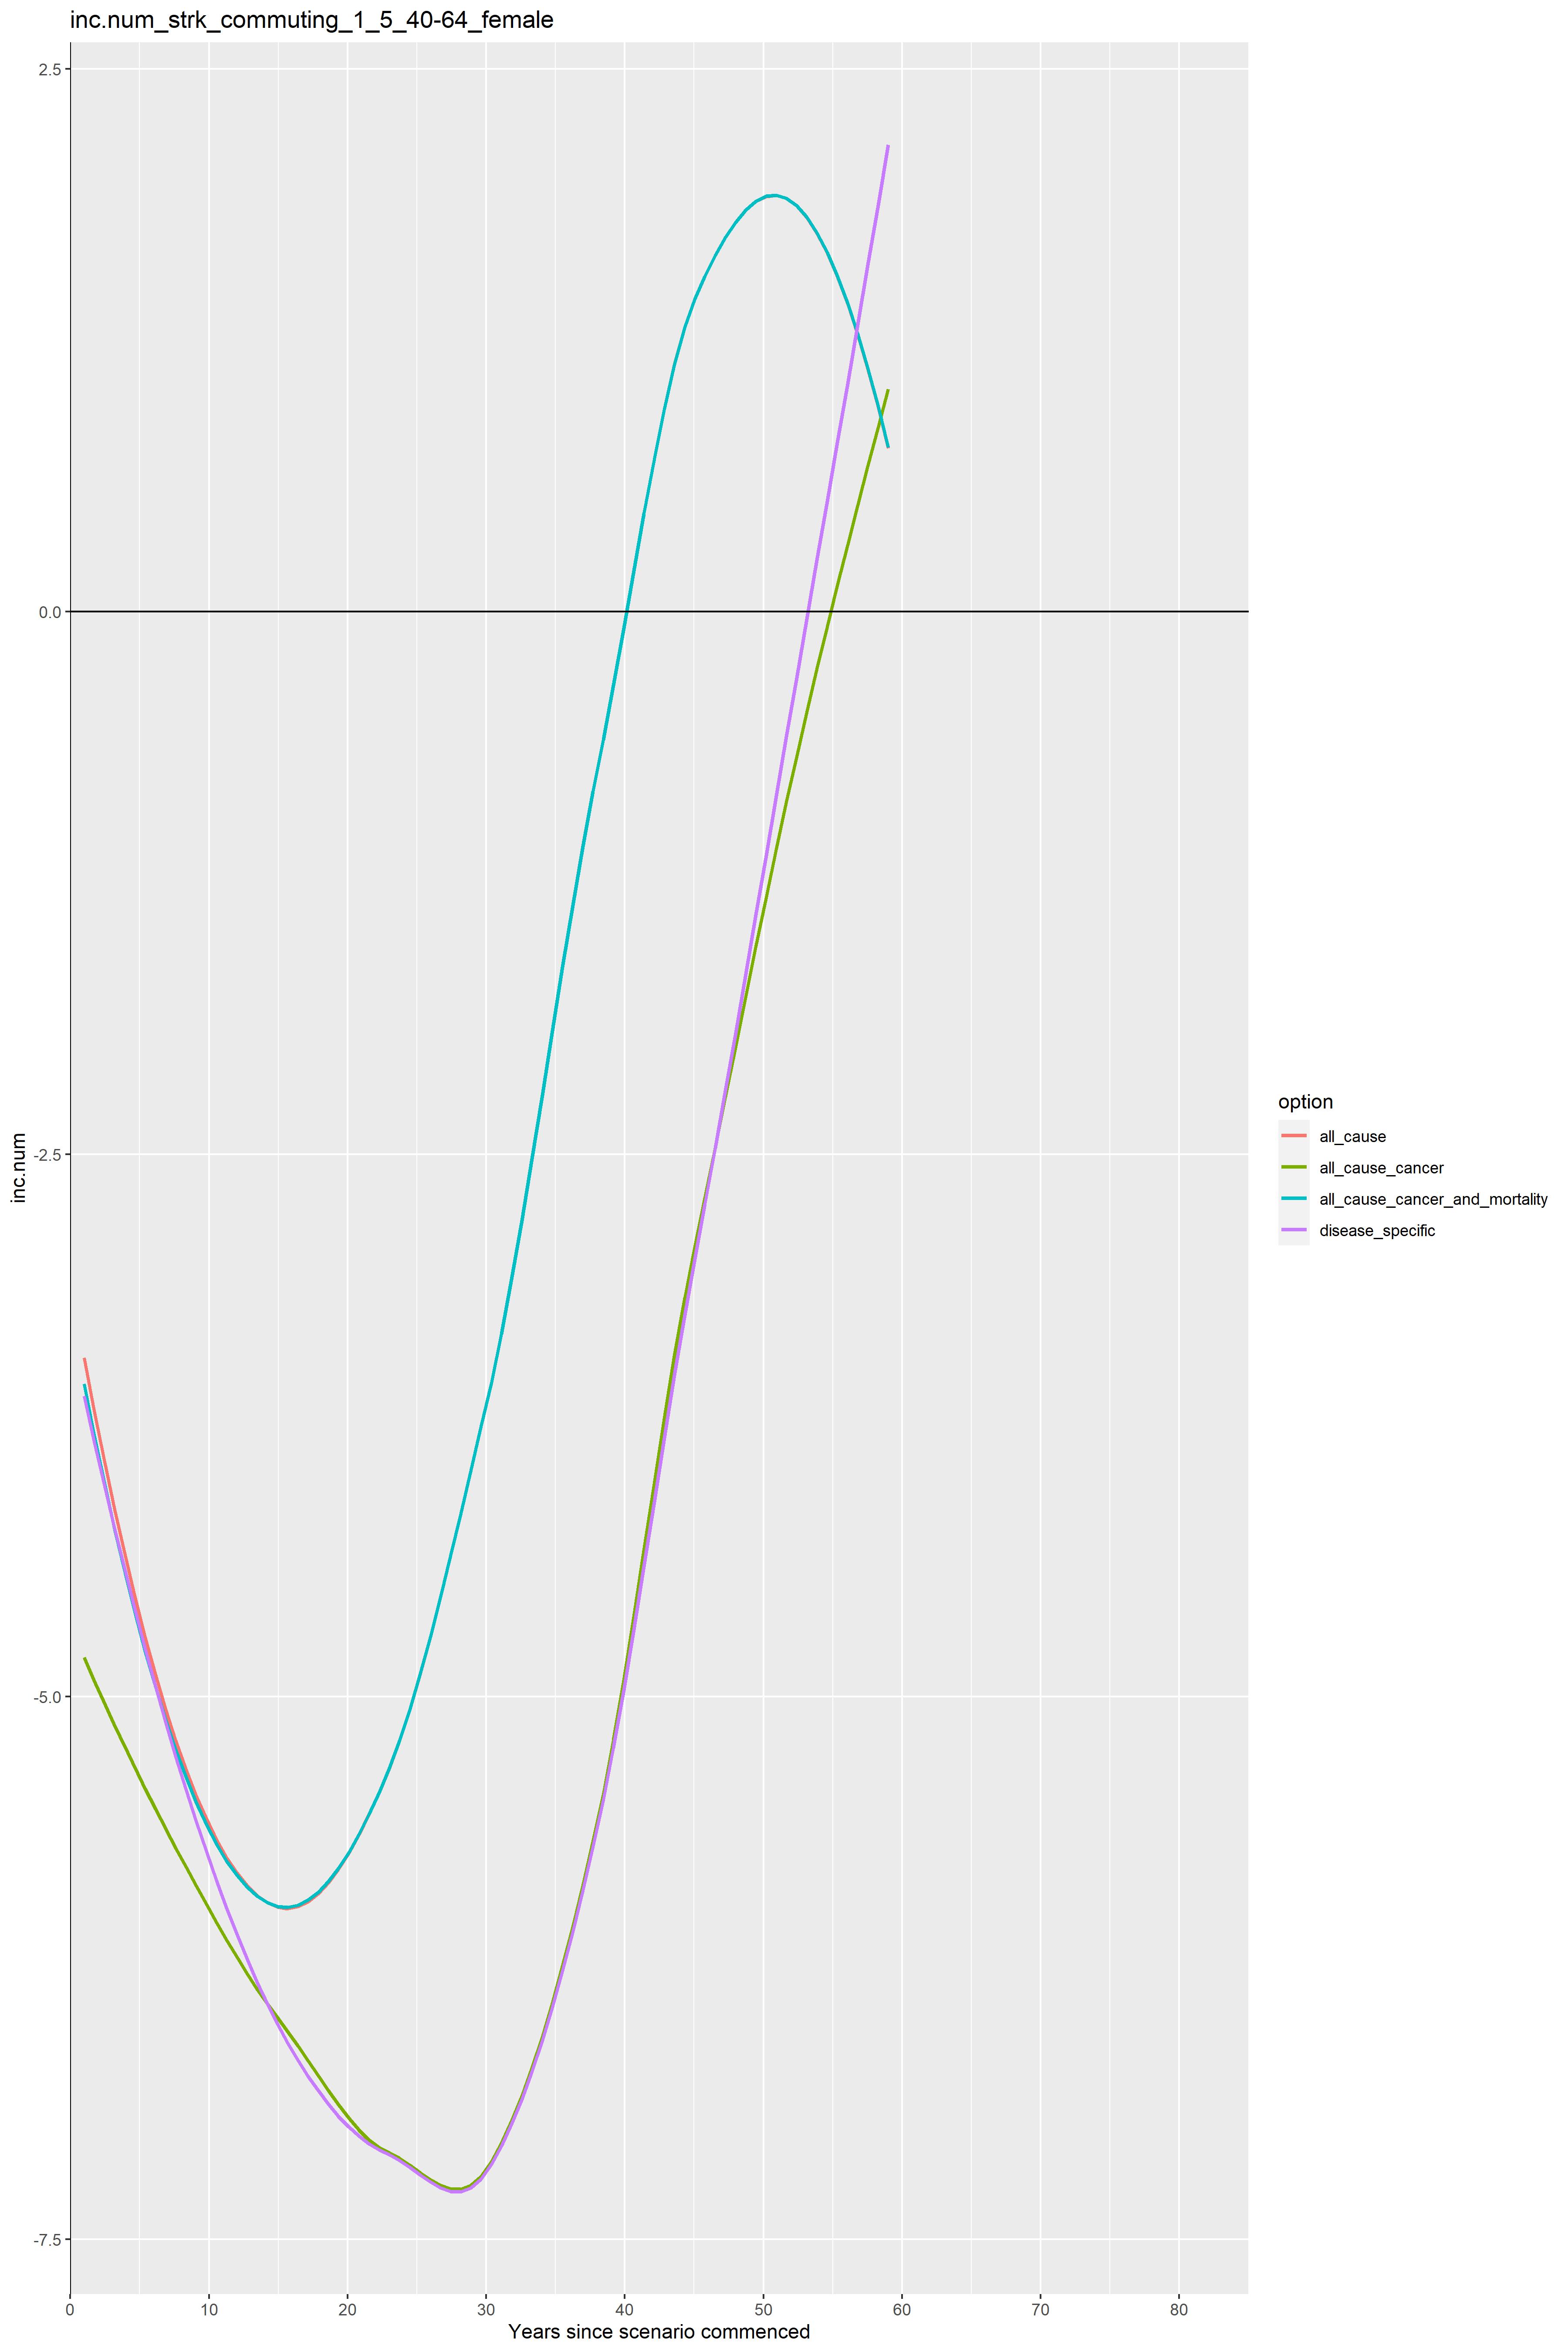 inc.num_strk_commuting_1_5_40-64_female
2.5
0.0
-2.5
-5.0
-7.5
inc.num
0 10 20 30 40 50 60 70 80
Years since scenario commenced
option
all_cause
all_cause_cancer
all_cause_cancer_and_mortality
disease_specific